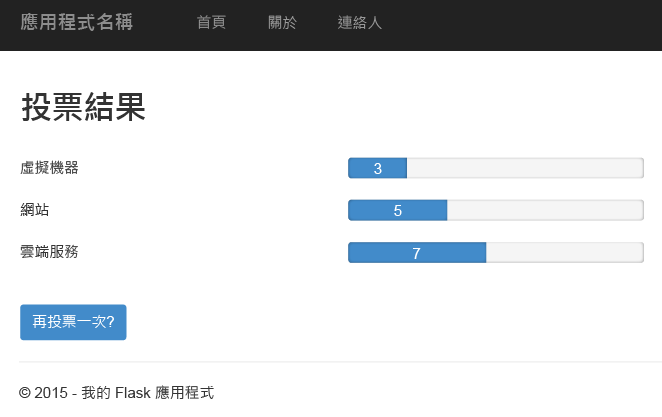 應用程式名稱 首頁 關於 連絡人
投票結果
虛擬機器 3
網站 5
雲端服務 7
再投票一次?
© 2015 - 我的 Flask 應用程式